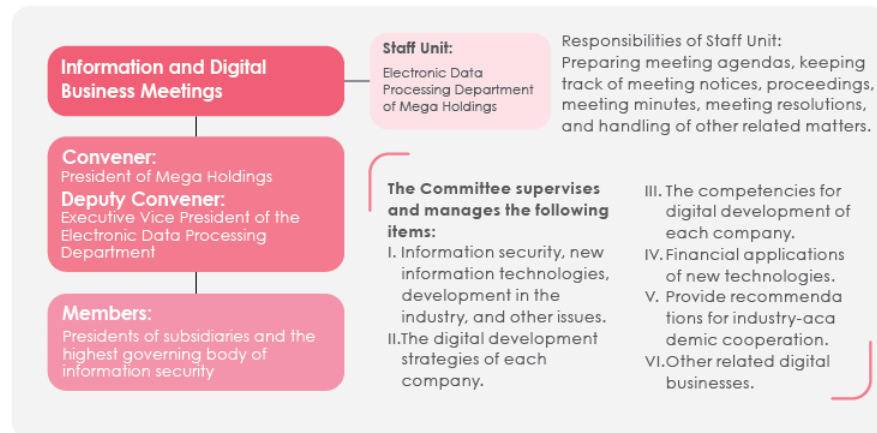 Information and Digital
Business Meetings
Staff Unit:
Electronic Data
Processing Department
of Mega Holdings
Responsibilities of Staff Unit:
Preparing meeting agendas, keeping
track of meeting notices, proceedings,
meeting minutes, meeting resolutions,
and handling of other related matters.
Convener:
President of Mega Holdings
Deputy Convener:
Executive Vice President of the
Electronic Data Processing
Department
Members:
Presidents of subsidiaries and the
highest governing body of
information security
The Committee supervises
and manages the following
items:
I. Information security, new
information technologies,
development in the
industry, and other issues.
II.The digital development
strategies of each
company.
III. The competencies for
digital development of
each company.
IV. Financial applications
of new technologies.
V. Provide recommenda
tions for industry-aca
demic cooperation.
VI.Other related digital
businesses.